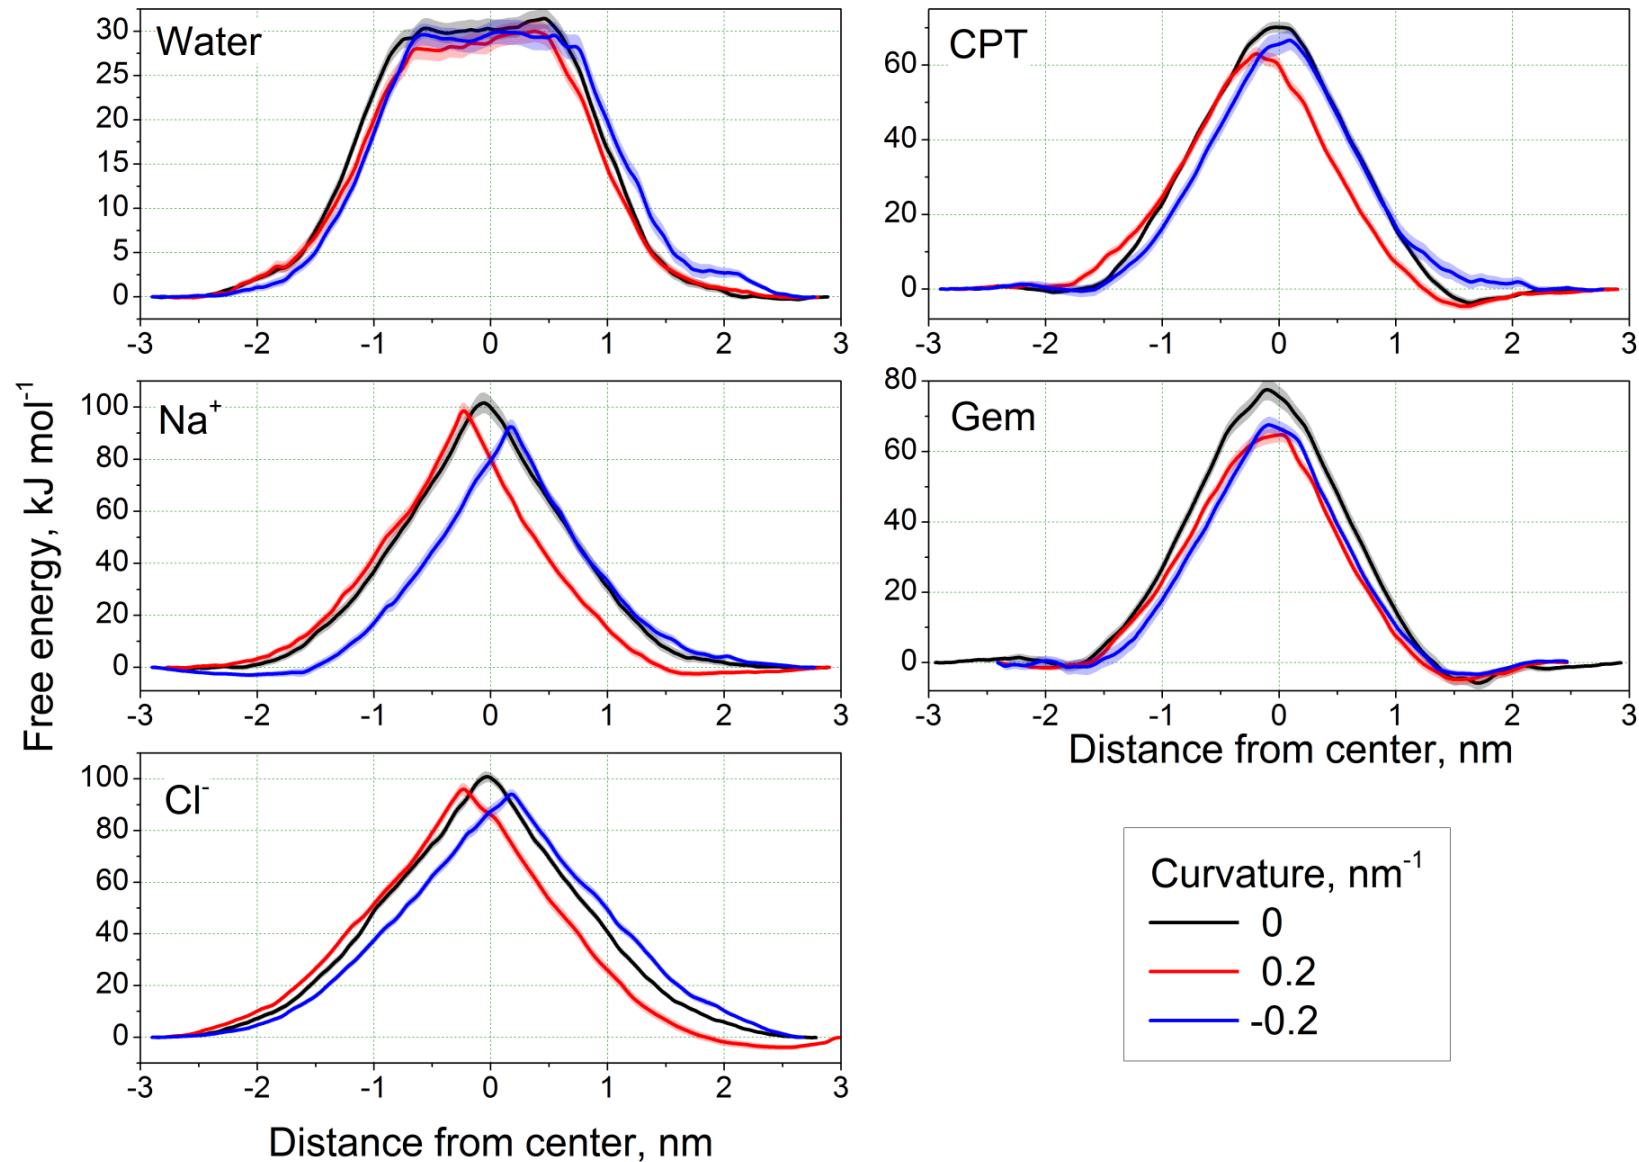 Free energy, kJ mol⁻¹
Water
30
25
20
15
10
5
0
-3 -2 -1 0 1 2 3
CPT
60
40
20
0
-3 -2 -1 0 1 2 3
Na⁺
100
80
60
40
20
0
-3 -2 -1 0 1 2 3
Gem
80
60
40
20
0
-3 -2 -1 0 1 2 3
Distance from center, nm
Cl⁻
100
80
60
40
20
0
-3 -2 -1 0 1 2 3
Distance from center, nm
Curvature, nm⁻¹
0
0.2
-0.2